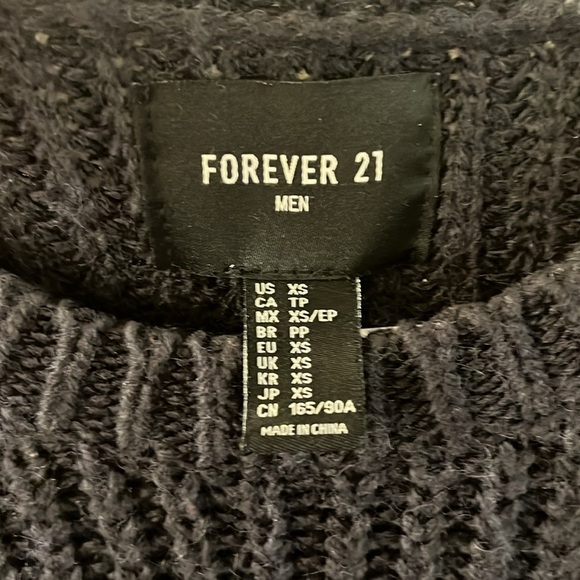 FOREVER 21
MEN
US XS
CA TP
MX XS/EP
BR PP
EU XS
UK XS
KR XS
JP XS
CN 165/90A
MADE IN CHINA